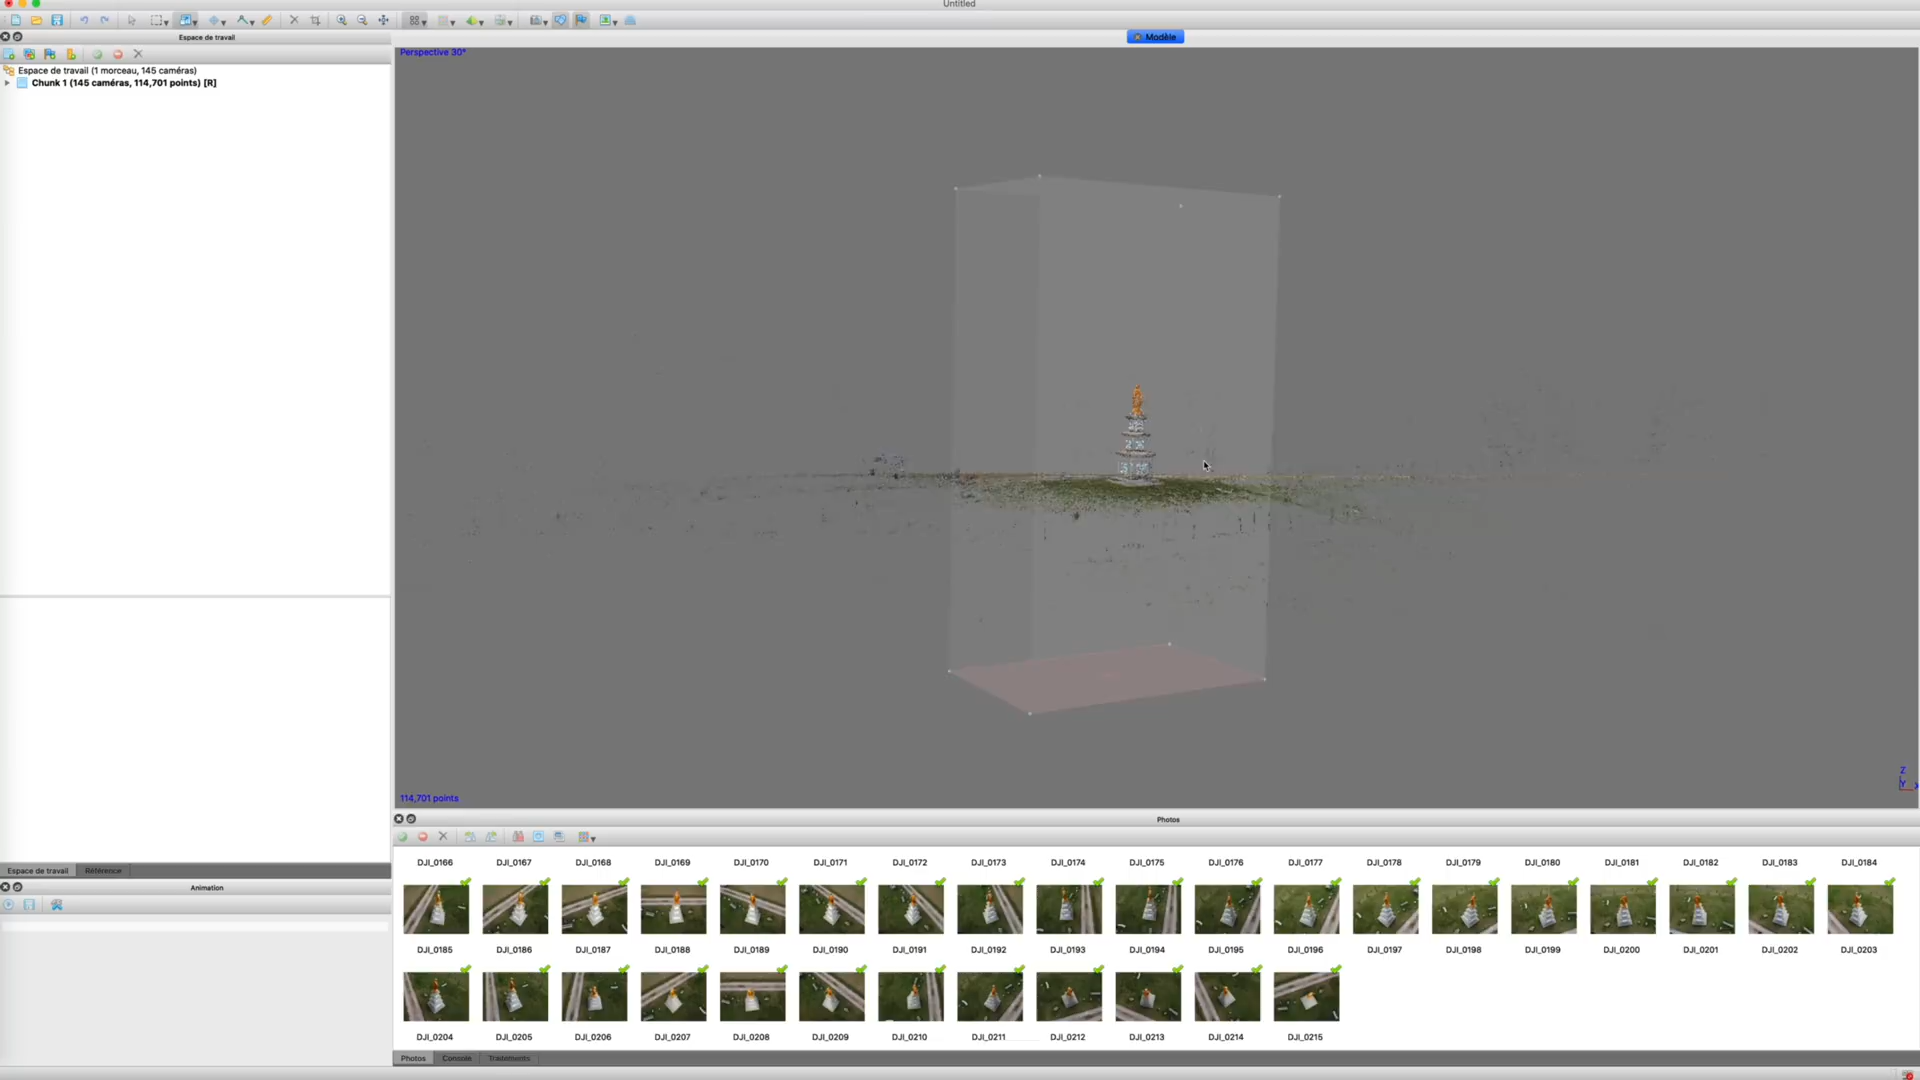 Untitled
Espace de travail
Modèle
Perspective 30°
Espace de travail (1 morceau, 145 caméras)
Chunk 1 (145 caméras, 114,701 points) [R]
Z
Y
X
114,701 points
Photos
DJI_0166 DJI_0167 DJI_0168 DJI_0169 DJI_0170 DJI_0171 DJI_0172 DJI_0173 DJI_0174 DJI_0175 DJI_0176 DJI_0177 DJI_0178 DJI_0179 DJI_0180 DJI_0181 DJI_0182 DJI_0183 DJI_0184
Espace de travail Référence
Animation
DJI_0185 DJI_0186 DJI_0187 DJI_0188 DJI_0189 DJI_0190 DJI_0191 DJI_0192 DJI_0193 DJI_0194 DJI_0195 DJI_0196 DJI_0197 DJI_0198 DJI_0199 DJI_0200 DJI_0201 DJI_0202 DJI_0203
DJI_0204 DJI_0205 DJI_0206 DJI_0207 DJI_0208 DJI_0209 DJI_0210 DJI_0211 DJI_0212 DJI_0213 DJI_0214 DJI_0215
Photos Console Traitements